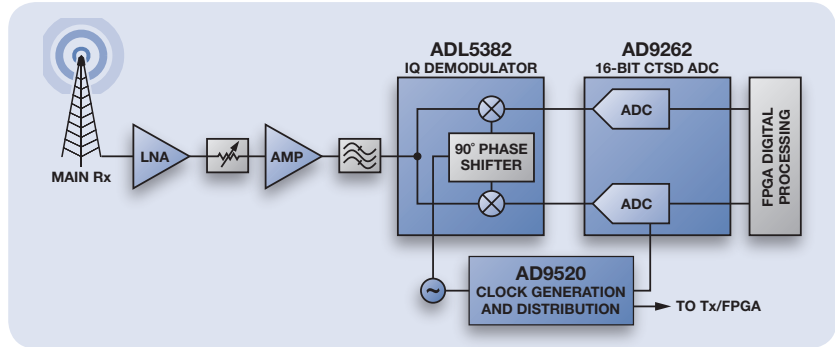 MAIN Rx
LNA
AMP
ADL5382
IQ DEMODULATOR
90° PHASE
SHIFTER
AD9262
16-BIT CTSD ADC
ADC
ADC
FPGA DIGITAL
PROCESSING
~
AD9520
CLOCK GENERATION
AND DISTRIBUTION
TO Tx/FPGA